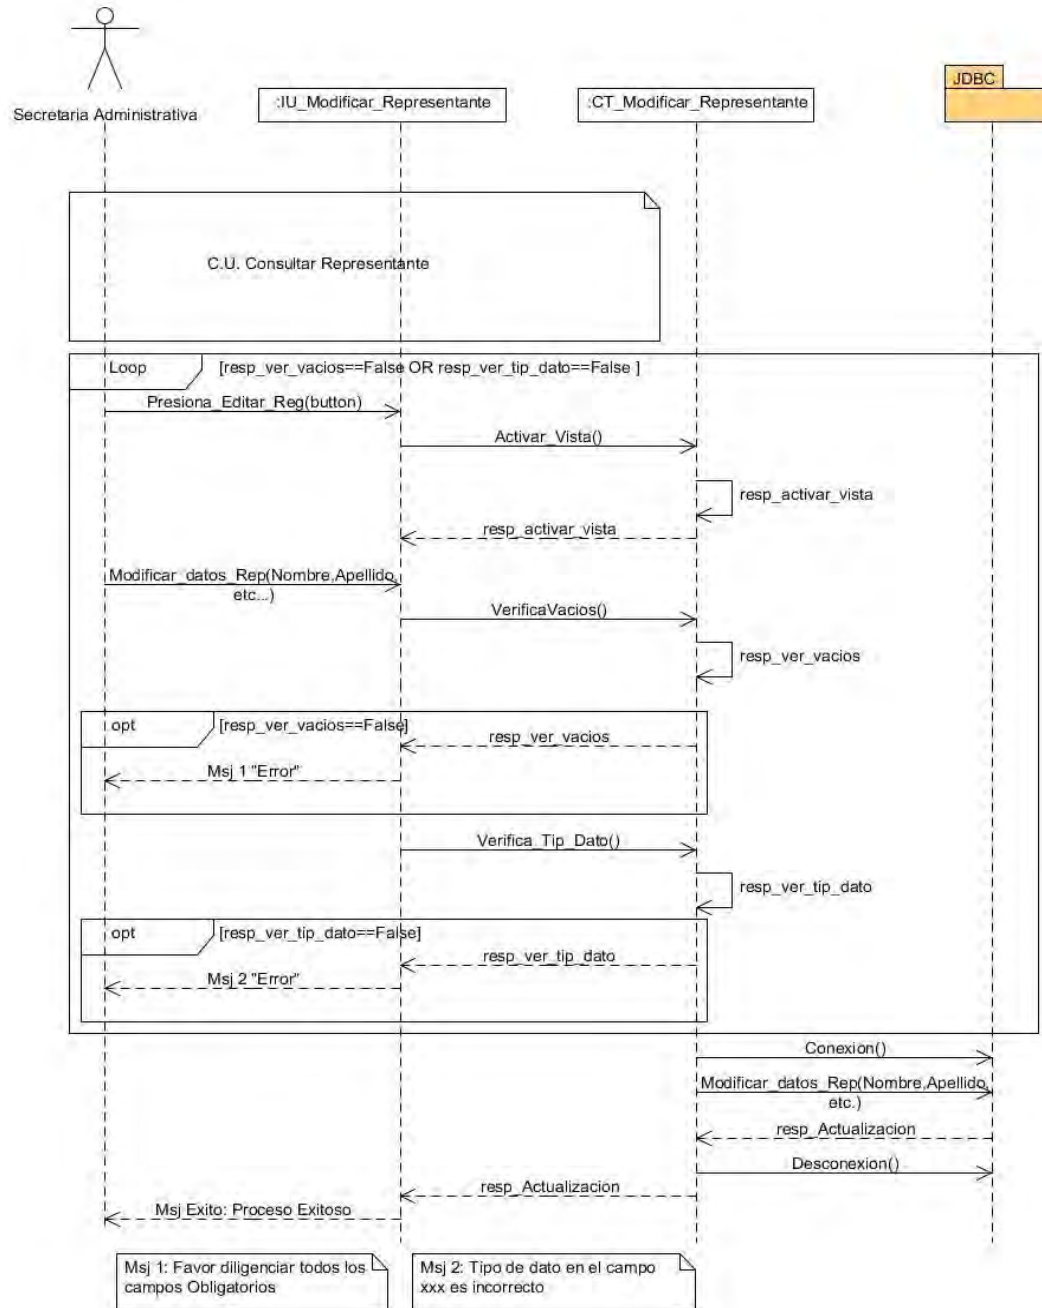 JDBC
Secretaria Administrativa
:IU_Modificar_Representante
:CT_Modificar_Representante
C.U. Consultar Representante
Loop
[resp_ver_vacios==False OR resp_ver_tip_dato==False ]
Presiona_Editar_Reg(button)
Activar_Vista()
resp_activar_vista
resp_activar_vista
Modificar_datos_Rep(Nombre,Apellido,
etc...)
VerificaVacios()
resp_ver_vacios
opt
[resp_ver_vacios==False]
resp_ver_vacios
Msj 1 "Error"
Verifica_Tip_Dato()
resp_ver_tip_dato
opt
[resp_ver_tip_dato==False]
resp_ver_tip_dato
Msj 2 "Error"
Conexion()
Modificar_datos_Rep(Nombre,Apellido,
etc.)
resp_Actualizacion
Desconexion()
resp_Actualizacion
Msj Exito: Proceso Exitoso
Msj 1: Favor diligenciar todos los
campos Obligatorios
Msj 2: Tipo de dato en el campo
xxx es incorrecto